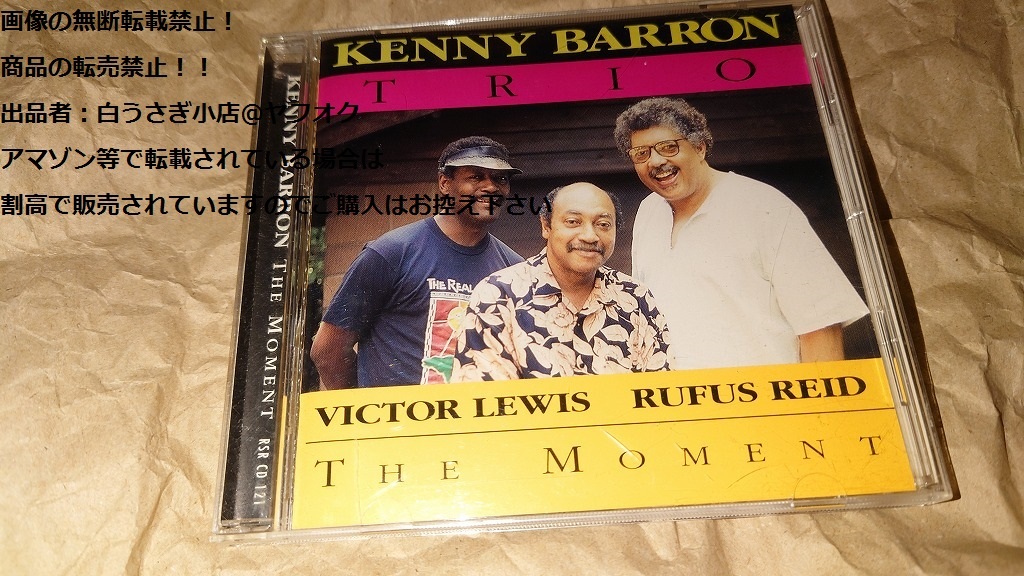 画像の無断転載禁止！
商品の転売禁止！！
出品者：白うさぎ小店@ヤフオク
アマゾン等で転載されている場合は
割高で販売されていますのでご購入はお控え下さい
KENNY BARRON
TRIO
THE REAL
VICTOR LEWIS RUFUS REID
THE MOMENT
KENNY BARRON THE MOMENT RSR CD 121